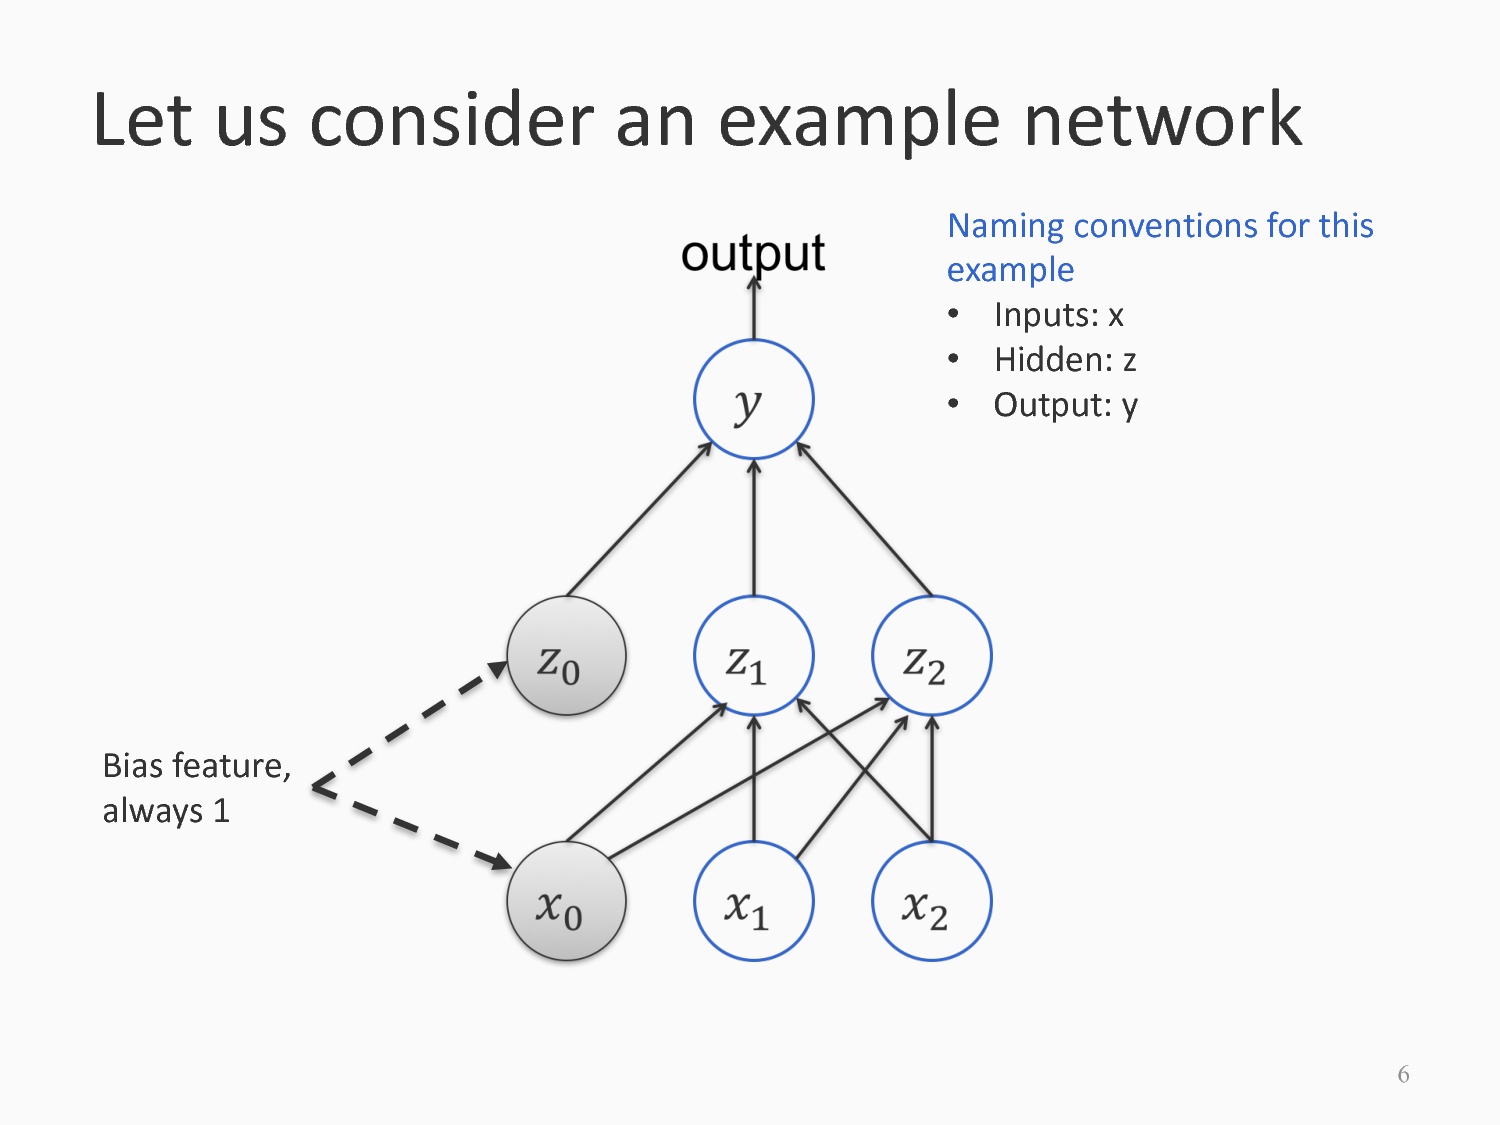 Let us consider an example network
Naming conventions for this
example
• Inputs: x
• Hidden: z
• Output: y
output
y
z₀ z₁ z₂
Bias feature,
always 1
x₀ x₁ x₂
6